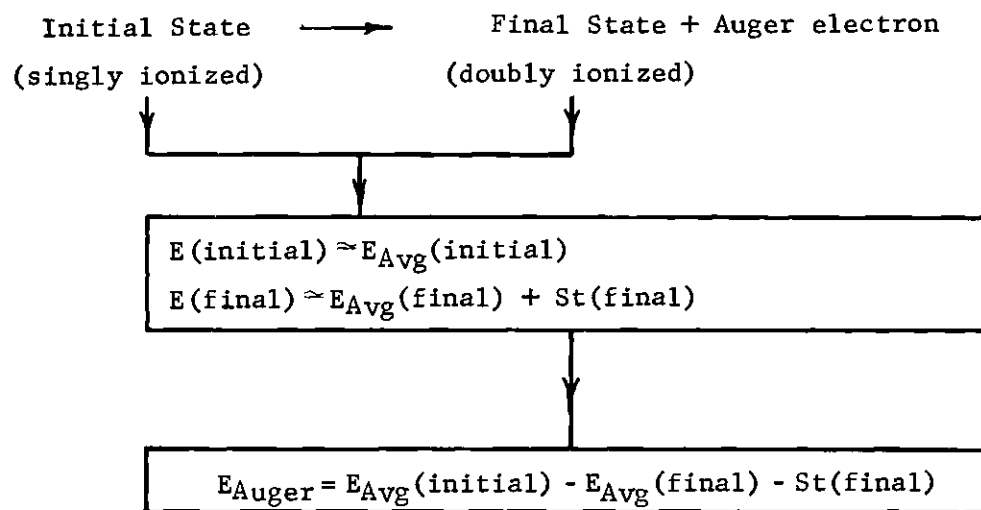 Initial State → Final State + Auger electron
(singly ionized) (doubly ionized)
E(initial) ≃ E_Avg(initial)
E(final) ≃ E_Avg(final) + St(final)
E_Auger = E_Avg(initial) - E_Avg(final) - St(final)